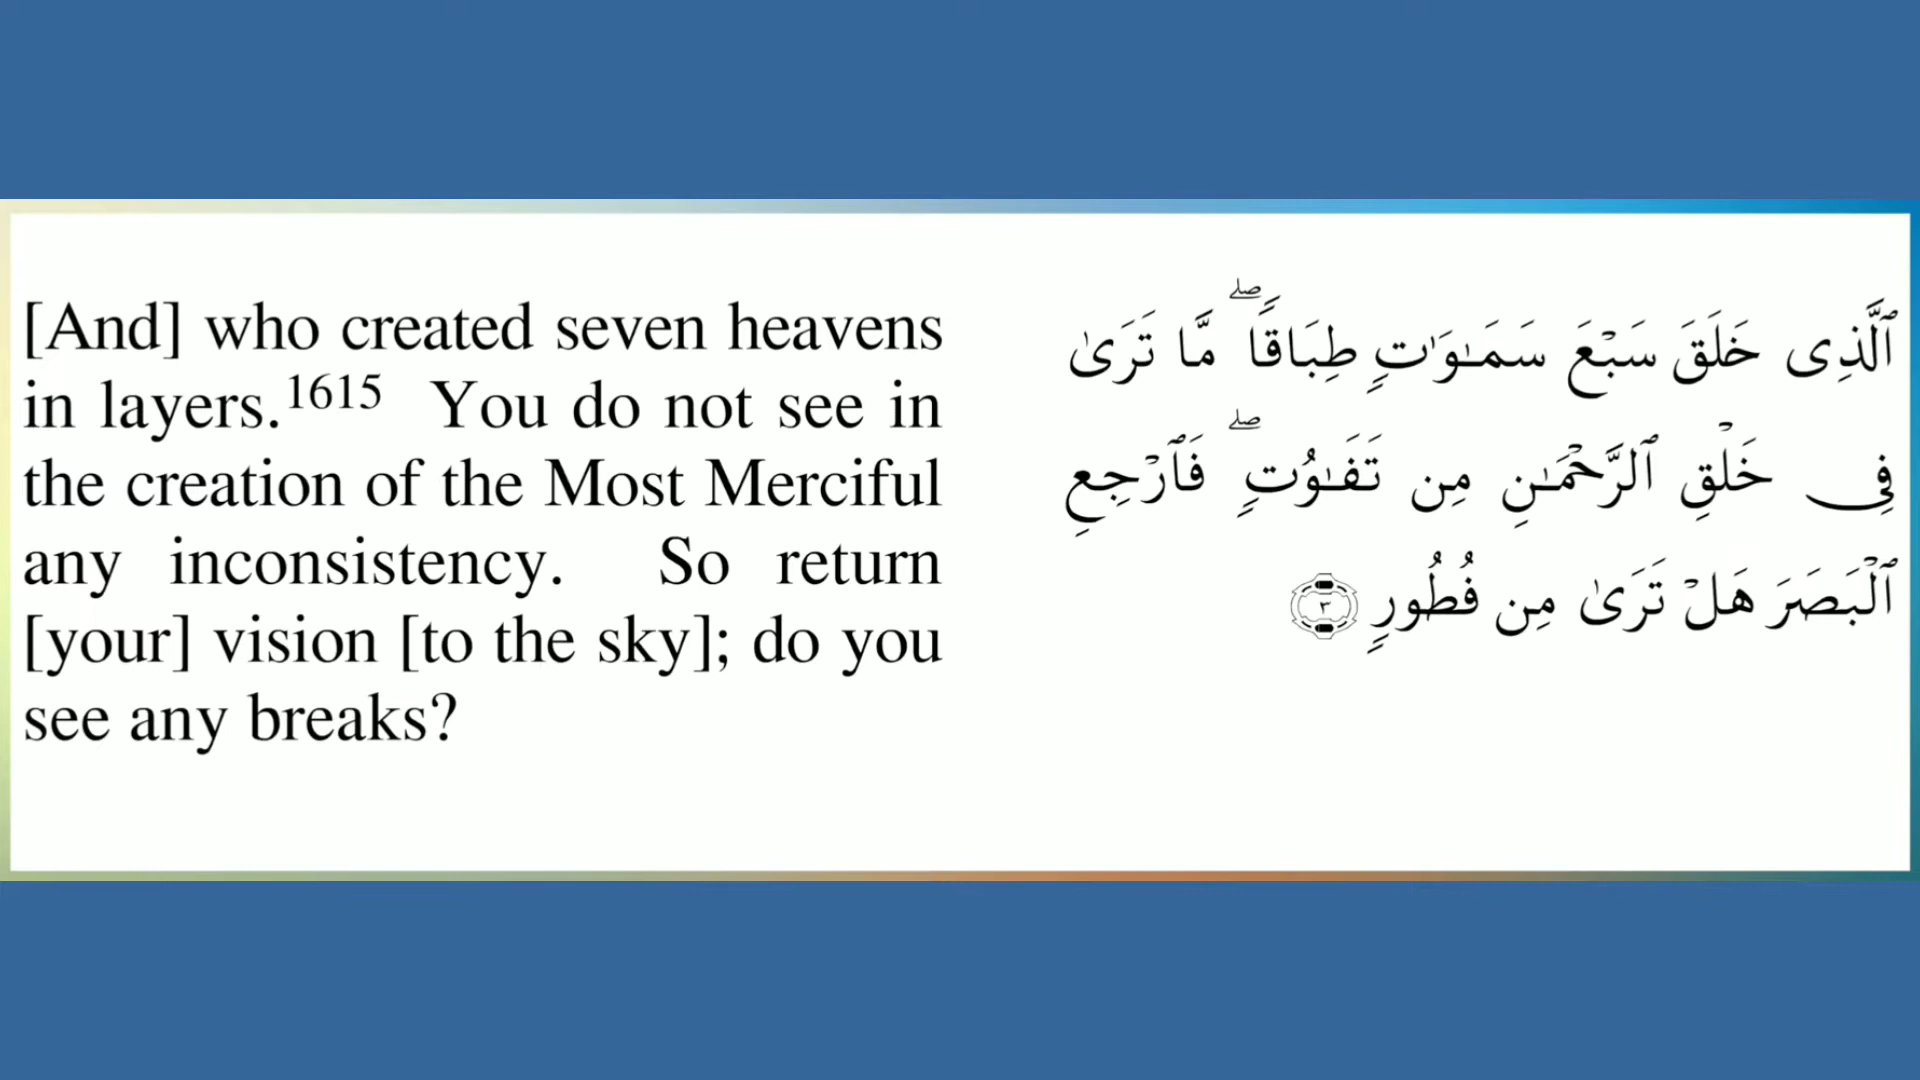 [And] who created seven heavens
in layers.1615 You do not see in
the creation of the Most Merciful
any inconsistency. So return
[your] vision [to the sky]; do you
see any breaks?
ٱلَّذِى خَلَقَ سَبْعَ سَمَـٰوَٰتٍ طِبَاقًا ۖ مَّا تَرَىٰ
فِى خَلْقِ ٱلرَّحْمَـٰنِ مِن تَفَـٰوُتٍ ۖ فَٱرْجِعِ
ٱلْبَصَرَ هَلْ تَرَىٰ مِن فُطُورٍ ٣